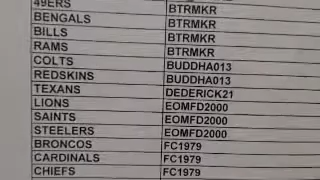 49ERS BTRMKR
BENGALS BTRMKR
BILLS BTRMKR
RAMS BTRMKR
COLTS BUDDHA013
REDSKINS BUDDHA013
TEXANS DEDERICK21
LIONS EOMFD2000
SAINTS EOMFD2000
STEELERS EOMFD2000
BRONCOS FC1979
CARDINALS FC1979
CHIEFS FC1979